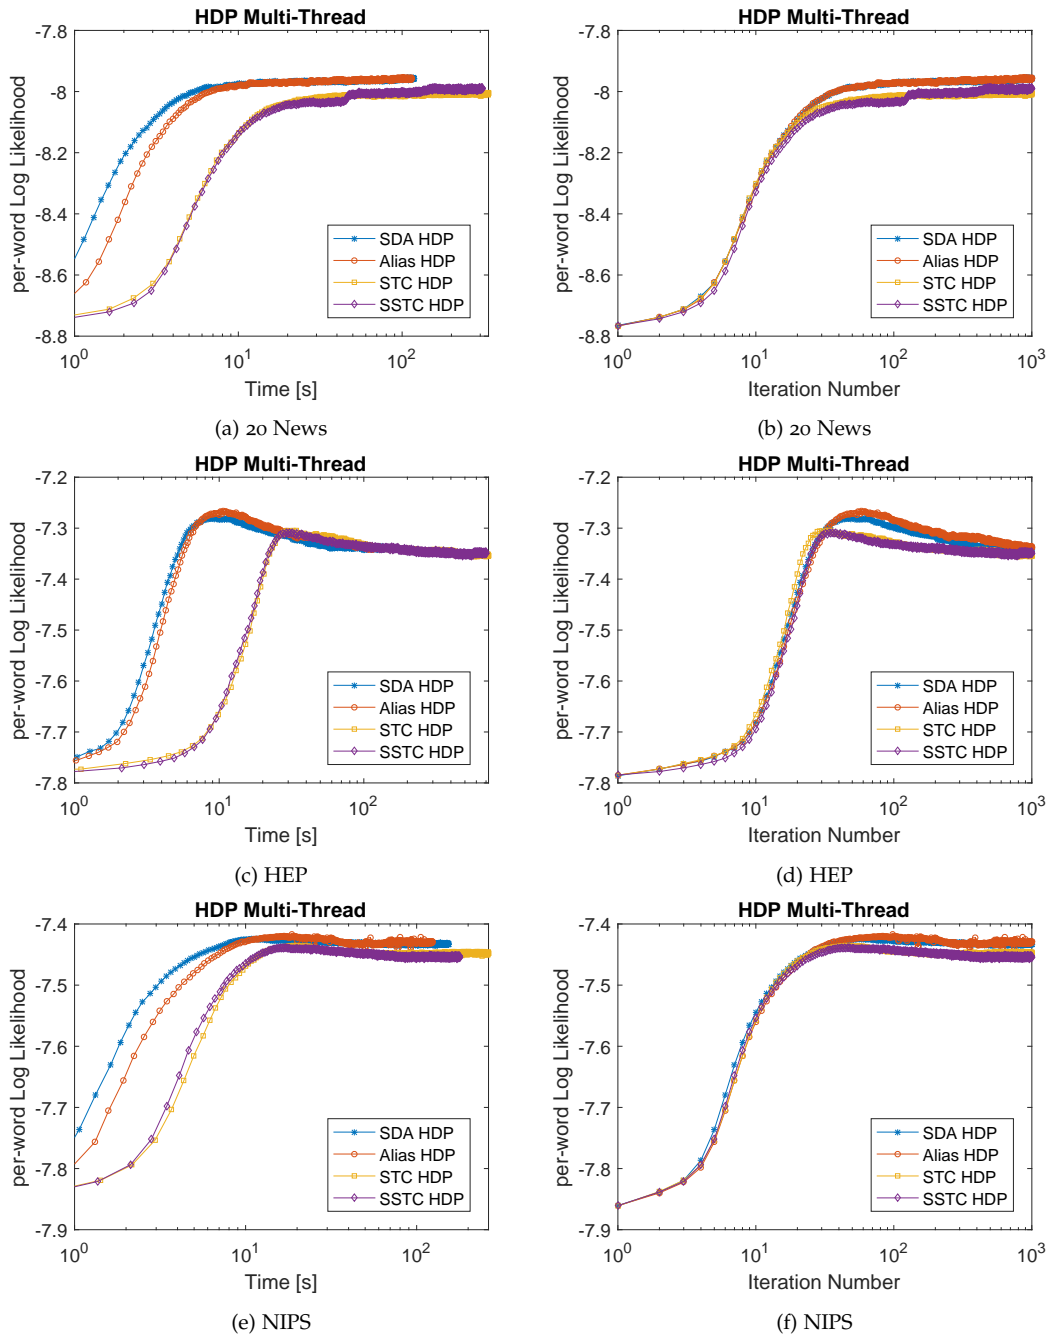 HDP Multi-Thread
per-word Log Likelihood
-7.8
-8
-8.2
-8.4
-8.6
-8.8
SDA HDP
Alias HDP
STC HDP
SSTC HDP
10^0
10^1
10^2
Time [s]
(a) 20 News
HDP Multi-Thread
per-word Log Likelihood
-7.8
-8
-8.2
-8.4
-8.6
-8.8
SDA HDP
Alias HDP
STC HDP
SSTC HDP
10^0
10^1
10^2
10^3
Iteration Number
(b) 20 News
HDP Multi-Thread
per-word Log Likelihood
-7.2
-7.3
-7.4
-7.5
-7.6
-7.7
-7.8
SDA HDP
Alias HDP
STC HDP
SSTC HDP
10^0
10^1
10^2
Time [s]
(c) HEP
HDP Multi-Thread
per-word Log Likelihood
-7.2
-7.3
-7.4
-7.5
-7.6
-7.7
-7.8
SDA HDP
Alias HDP
STC HDP
SSTC HDP
10^0
10^1
10^2
10^3
Iteration Number
(d) HEP
HDP Multi-Thread
per-word Log Likelihood
-7.4
-7.5
-7.6
-7.7
-7.8
-7.9
SDA HDP
Alias HDP
STC HDP
SSTC HDP
10^0
10^1
10^2
Time [s]
(e) NIPS
HDP Multi-Thread
per-word Log Likelihood
-7.4
-7.5
-7.6
-7.7
-7.8
-7.9
SDA HDP
Alias HDP
STC HDP
SSTC HDP
10^0
10^1
10^2
10^3
Iteration Number
(f) NIPS